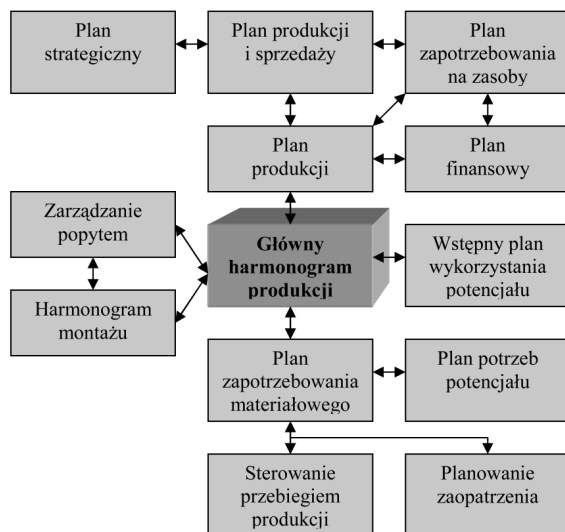 Plan
strategiczny
Plan produkcji
i sprzedaży
Plan
zapotrzebowania
na zasoby
Plan
produkcji
Plan
finansowy
Zarządzanie
popytem
Główny
harmonogram
produkcji
Wstępny plan
wykorzystania
potencjału
Harmonogram
montażu
Plan
zapotrzebowania
materiałowego
Plan potrzeb
potencjału
Sterowanie
przebiegiem
produkcji
Planowanie
zaopatrzenia